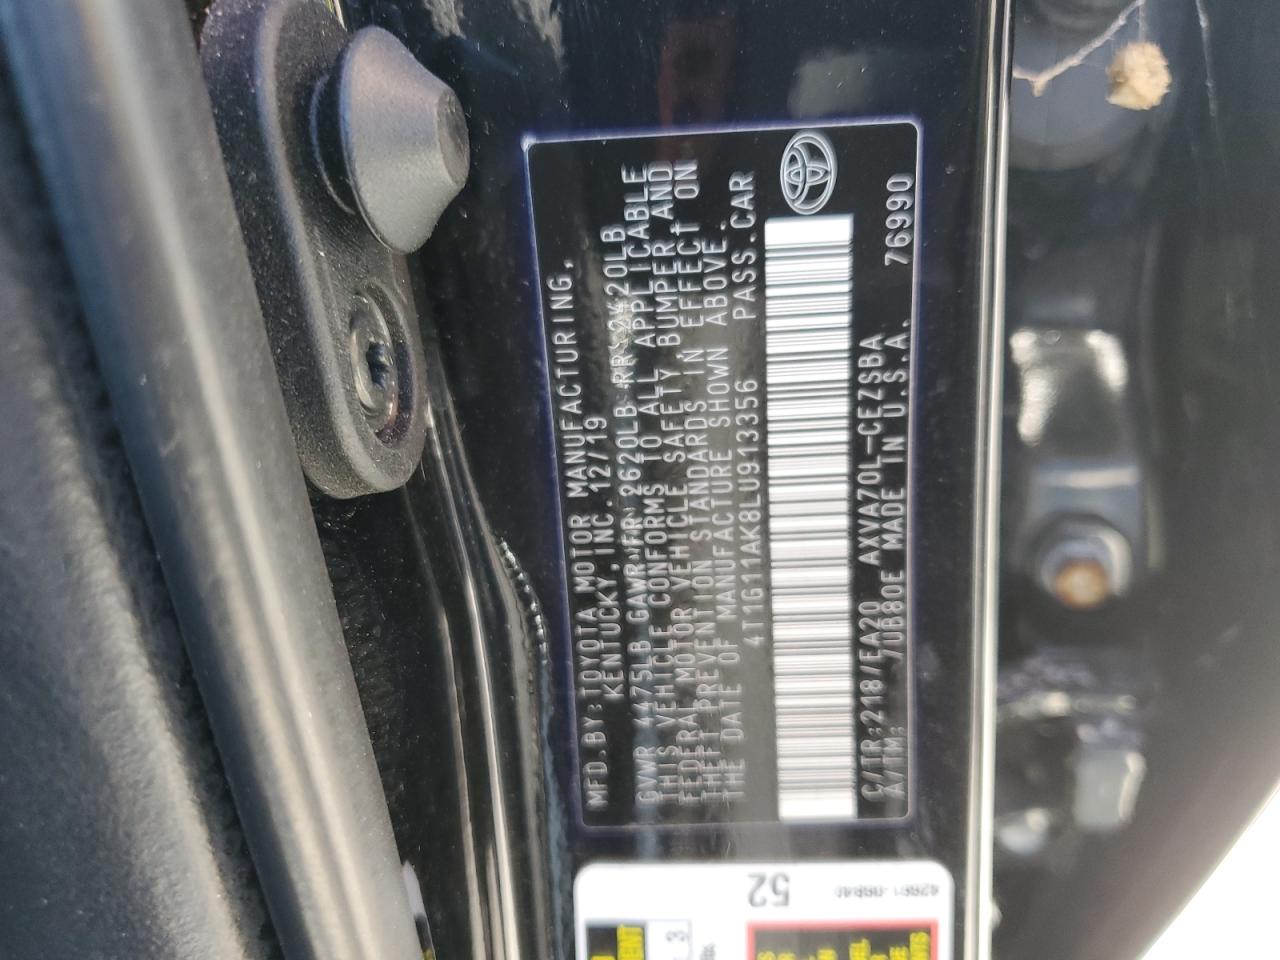 MFD.BY:TOYOTA MOTOR MANUFACTURING,
KENTUCKY,INC. 12/19
GVWR 4475LB GAWR FR 2620LB RR 2420LB
THIS VEHICLE CONFORMS TO ALL APPLICABLE
FEDERAL MOTOR VEHICLE SAFETY, BUMPER AND
THEFT PREVENTION STANDARDS IN EFFECT ON
THE DATE OF MANUFACTURE SHOWN ABOVE.
4T1G11AK8LU913356 PASS.CAR
C/TR:218/EA20 AXVA70L-CEZSBA
A/TM: /UB80E MADE IN U.S.A. 76990
52